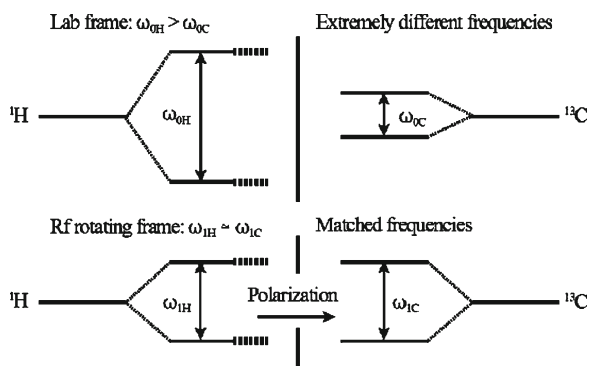 Lab frame: ω0H > ω0C
Extremely different frequencies
¹H
ω0H
ω0C
¹³C
Rf rotating frame: ω1H ≃ ω1C
Matched frequencies
¹H
ω1H
Polarization
ω1C
¹³C